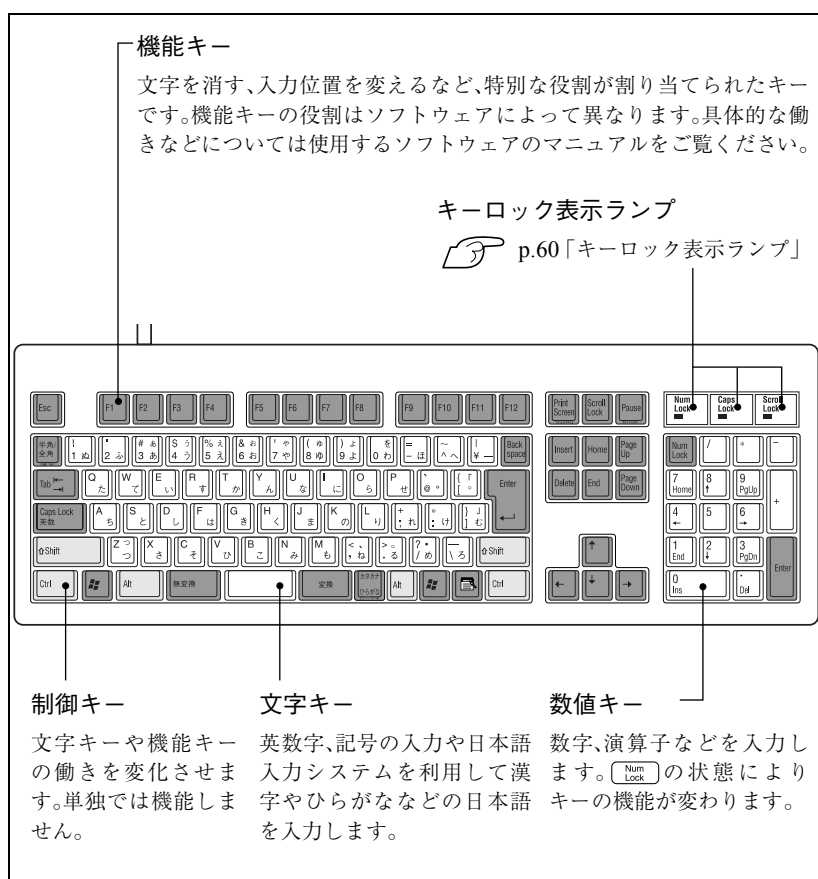 機能キー
文字を消す、入力位置を変えるなど、特別な役割が割り当てられたキー
です。機能キーの役割はソフトウェアによって異なります。具体的な働
きなどについては使用するソフトウェアのマニュアルをご覧ください。
キーロック表示ランプ
p.60「キーロック表示ランプ」
Esc F1 F2 F3 F4 F5 F6 F7 F8 F9 F10 F11 F12 Print Screen Scroll Lock Pause Num Lock Caps Lock Scroll Lock
半角/全角 ! 1 ぬ " 2 ふ # ぁ 3 あ $ ぅ 4 う % ぇ 5 え & ぉ 6 お ' ゃ 7 や ( ゅ 8 ゆ ) ょ 9 よ を 0 わ = - ほ ~ ^ へ | ¥ ー Back space Insert Home Page Up Num Lock / * -
Tab Q た W て E い R す T か Y ん U な I に O ら P せ ` @ ゛ { 「 [ ゜ Enter Delete End Page Down 7 Home 8 ↑ 9 PgUp +
Caps Lock 英数 A ち S と D し F は G き H く J ま K の L り + ; れ * : け } 」 ] む 4 ← 5 6 →
⇧Shift Z っ つ X さ C そ V ひ B こ N み M も < 、 , ね > 。 . る ? ・ / め \ ろ ⇧Shift ↑ 1 End 2 ↓ 3 PgDn Enter
Ctrl Alt 無変換 変換 カタカナ ひらがな Alt Ctrl ← ↓ → 0 Ins . Del
制御キー
文字キーや機能キー
の働きを変化させま
す。単独では機能しま
せん。
文字キー
英数字、記号の入力や日本語
入力システムを利用して漢
字やひらがななどの日本語
を入力します。
数値キー
数字、演算子などを入力し
ます。Num Lockの状態により
キーの機能が変わります。